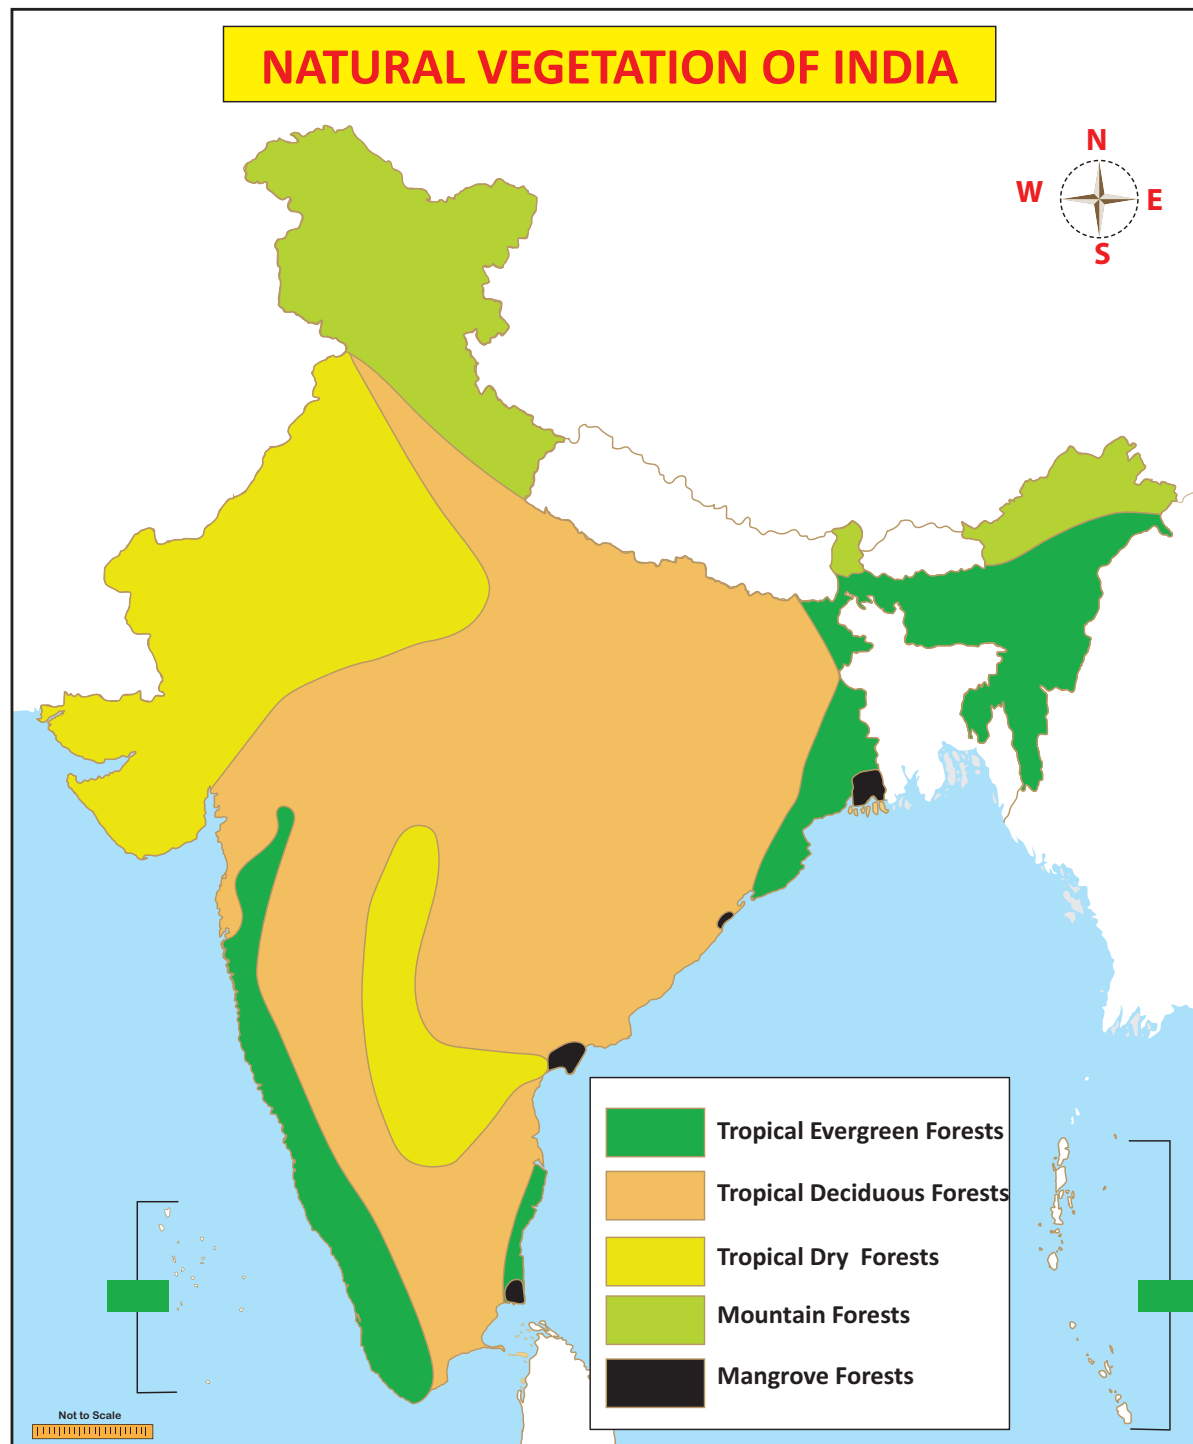 NATURAL VEGETATION OF INDIA
N
W
E
S
Tropical Evergreen Forests
Tropical Deciduous Forests
Tropical Dry Forests
Mountain Forests
Mangrove Forests
Not to Scale